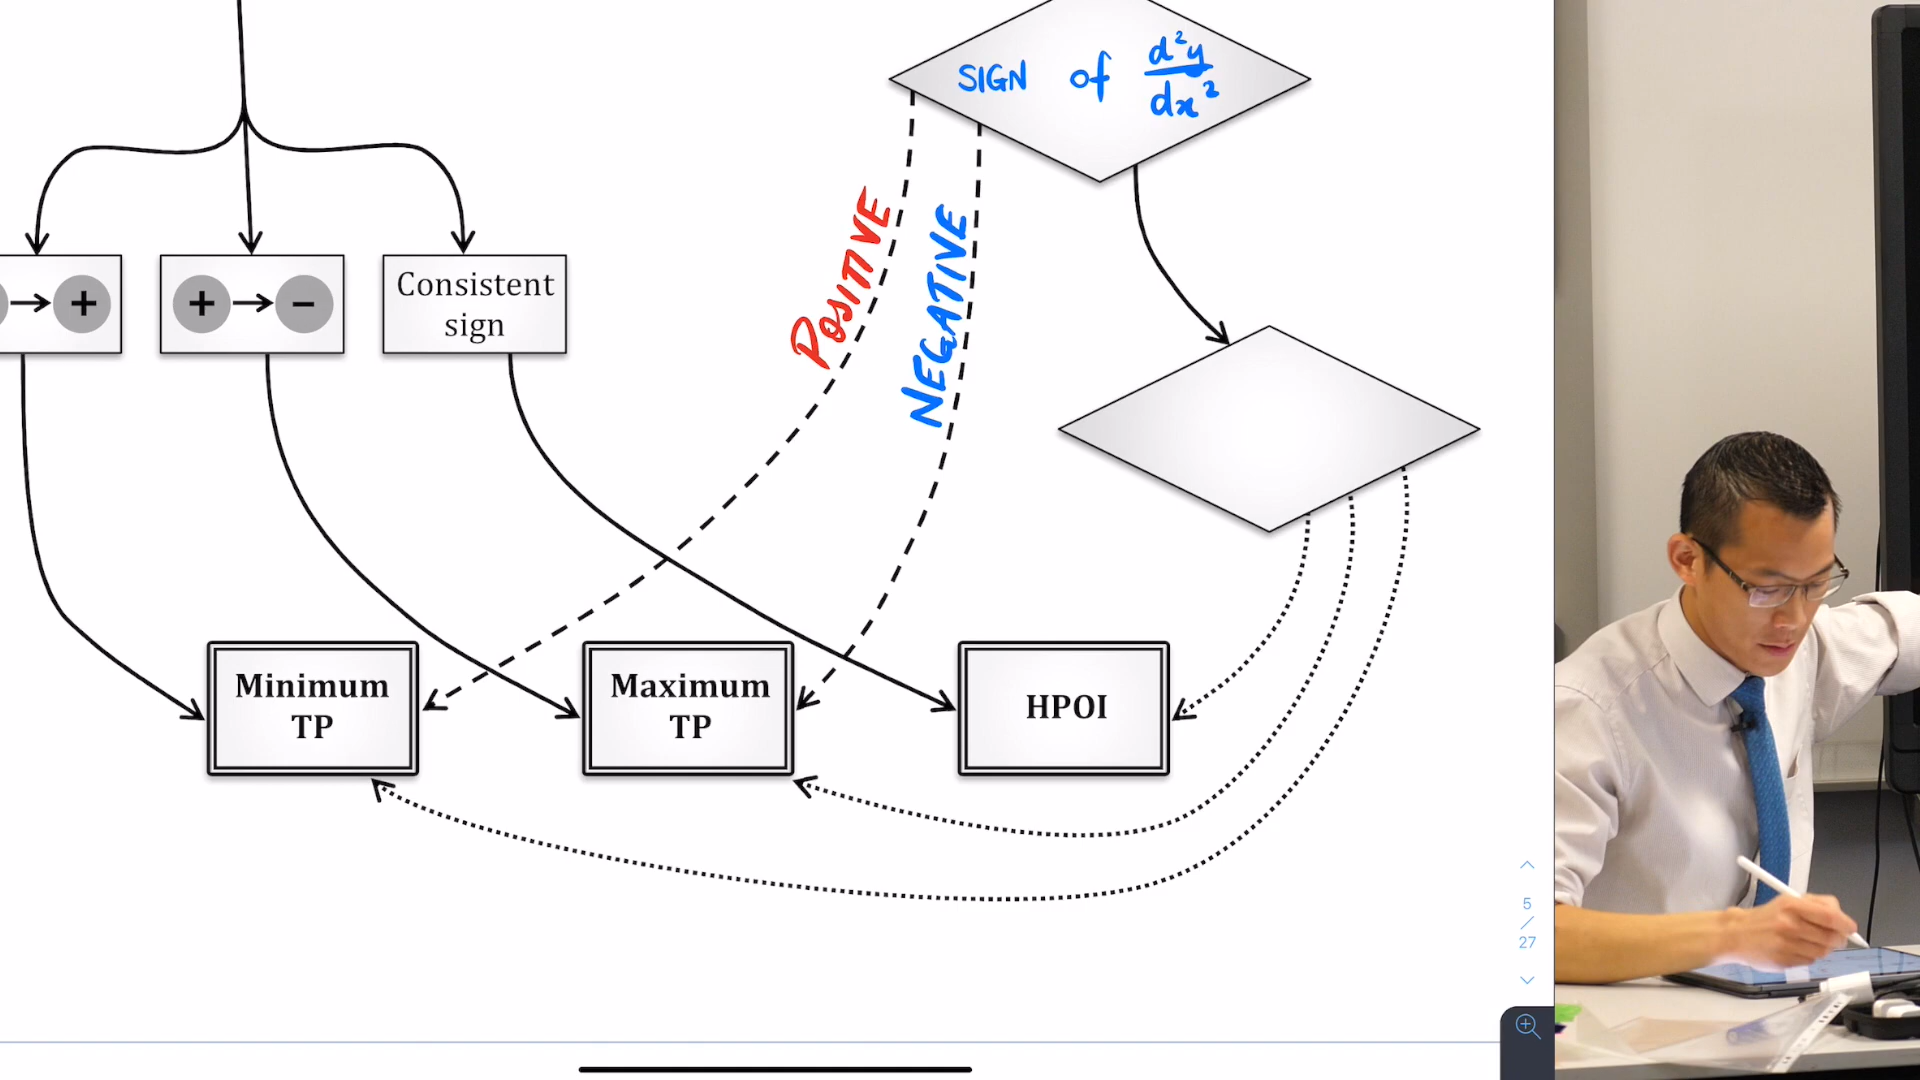 SIGN of d²y/dx²
POSITIVE
NEGATIVE
→ +
+ → −
Consistent
sign
Minimum
TP
Maximum
TP
HPOI
5
/
27